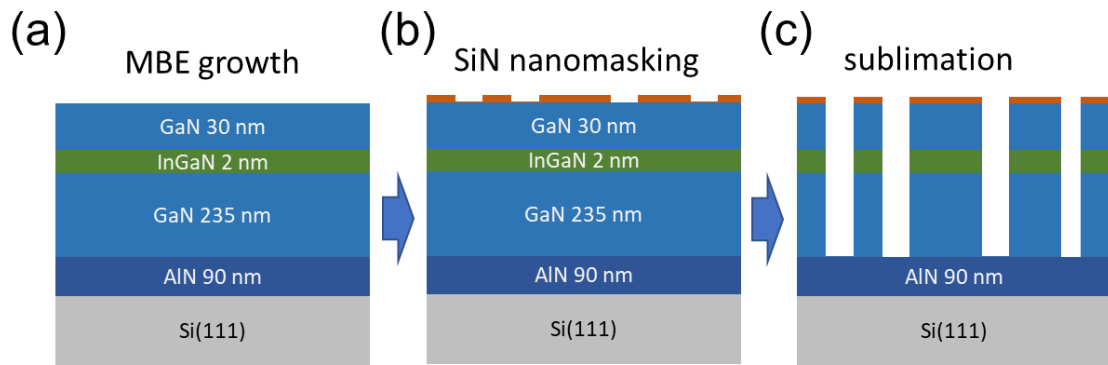 (a)
MBE growth
GaN 30 nm
InGaN 2 nm
GaN 235 nm
AlN 90 nm
Si(111)
(b)
SiN nanomasking
GaN 30 nm
InGaN 2 nm
GaN 235 nm
AlN 90 nm
Si(111)
(c)
sublimation
AlN 90 nm
Si(111)